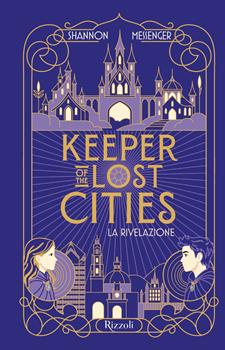 SHANNON MESSENGER
KEEPER
OF THE LOST
CITIES
LA RIVELAZIONE
Rizzoli